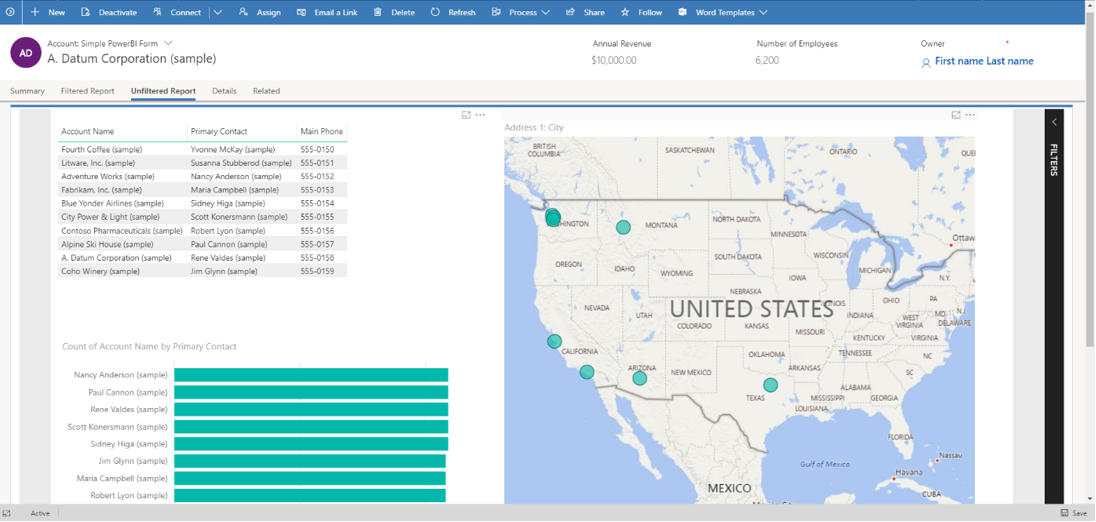 New Deactivate Connect Assign Email a Link Delete Refresh Process Share Follow Word Templates
AD
Account: Simple PowerBI Form
A. Datum Corporation (sample)
Annual Revenue
$10,000.00
Number of Employees
6,200
Owner *
First name Last name
Summary Filtered Report Unfiltered Report Details Related
Account Name Primary Contact Main Phone
Fourth Coffee (sample) Yvonne McKay (sample) 555-0150
Litware, Inc. (sample) Susanna Stubberod (sample) 555-0151
Adventure Works (sample) Nancy Anderson (sample) 555-0152
Fabrikam, Inc. (sample) Maria Campbell (sample) 555-0153
Blue Yonder Airlines (sample) Sidney Higa (sample) 555-0154
City Power & Light (sample) Scott Konersmann (sample) 555-0155
Contoso Pharmaceuticals (sample) Robert Lyon (sample) 555-0156
Alpine Ski House (sample) Paul Cannon (sample) 555-0157
A. Datum Corporation (sample) Rene Valdes (sample) 555-0158
Coho Winery (sample) Jim Glynn (sample) 555-0159
Count of Account Name by Primary Contact
Nancy Anderson (sample)
Paul Cannon (sample)
Rene Valdes (sample)
Scott Konersmann (sample)
Sidney Higa (sample)
Jim Glynn (sample)
Maria Campbell (sample)
Robert Lyon (sample)
Address 1: City
BRITISH
COLUMBIA
SASKATCHEWAN
ONTARIO
QUE
HINGTON
MONTANA
NORTH DAKOTA
MINNESOTA
Ottaw
OREGON
IDAHO
WYOMING
SOUTH DAKOTA
WISCONSIN
MICHIGAN
N.Y.
NEBRASKA
IOWA
NEVADA
UTAH
UNITED STATES
COLORADO
KANSAS
MISSOURI
NOIS
INDIANA
OHIO
PA
N.J.
WEST
VIRGINIA
MD
DELAWARE
KENTUCKY
VIRGINIA
CALIFORNIA
ARIZONA
NEW MEXICO
OKLAHOMA
ARKANSAS
TENNESSEE
NC
SC
TEXAS
MISSISSIPPI
ALABAMA
GEORGIA
LOUISIANA
FLORIDA
Gulf of Mexico
Nassau
Havana
CUBA
MEXICO
FILTERS
Active
Save